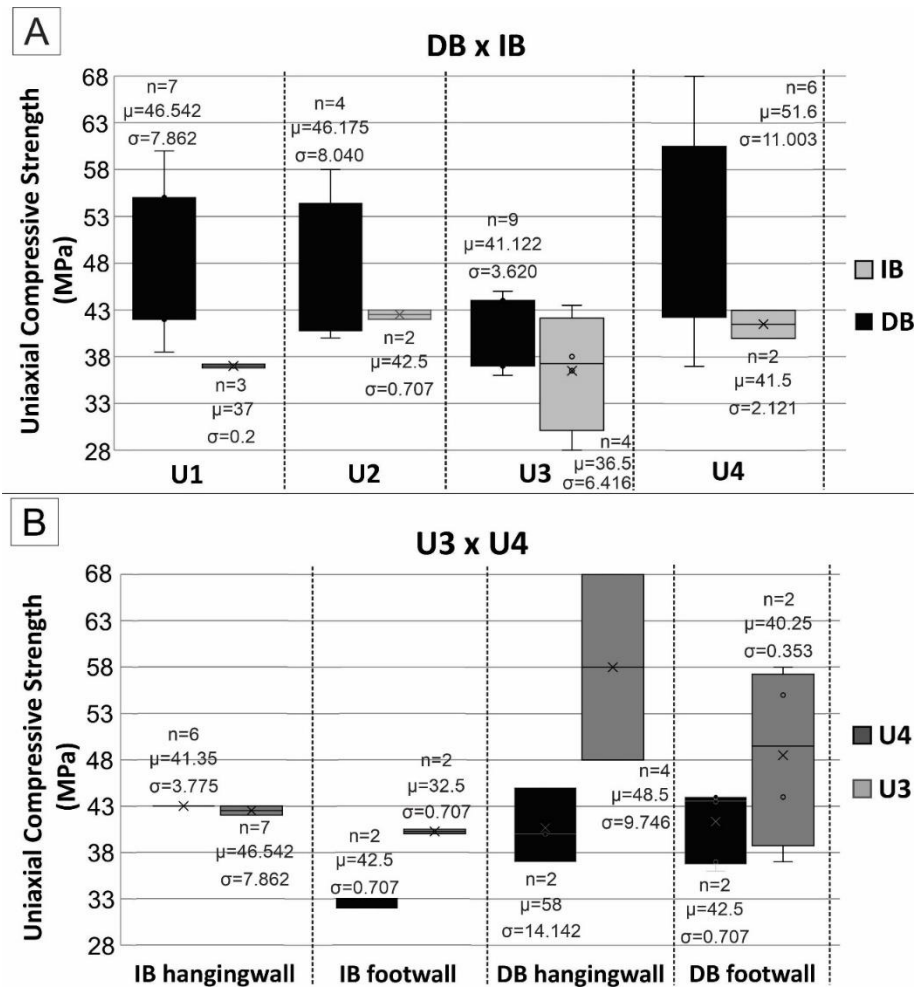 A
DB x IB
Uniaxial Compressive Strength
(MPa)
68
63
58
53
48
43
38
33
28
n=7
μ=46.542
σ=7.862
n=3
μ=37
σ=0.2
n=4
μ=46.175
σ=8.040
n=2
μ=42.5
σ=0.707
n=9
μ=41.122
σ=3.620
n=4
μ=36.5
σ=6.416
n=6
μ=51.6
σ=11.003
n=2
μ=41.5
σ=2.121
IB
DB
U1
U2
U3
U4
B
U3 x U4
Uniaxial Compressive Strength
(MPa)
68
63
58
53
48
43
38
33
28
n=6
μ=41.35
σ=3.775
n=7
μ=46.542
σ=7.862
n=2
μ=42.5
σ=0.707
n=2
μ=32.5
σ=0.707
n=2
μ=58
σ=14.142
n=4
μ=48.5
σ=9.746
n=2
μ=42.5
σ=0.707
n=2
μ=40.25
σ=0.353
U4
U3
IB hangingwall
IB footwall
DB hangingwall
DB footwall